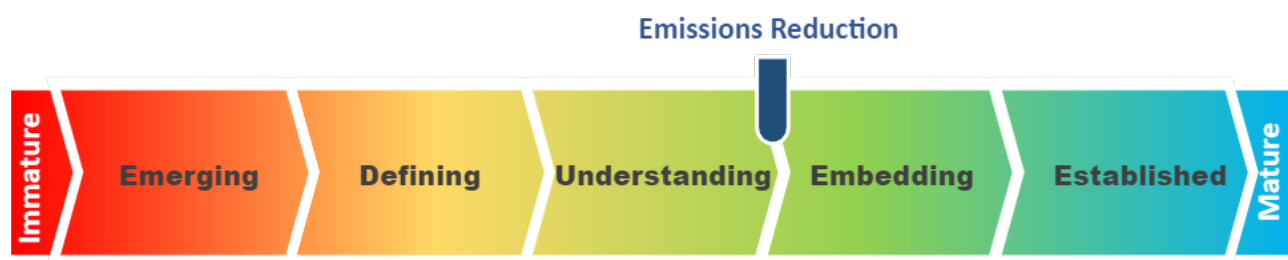 Emissions Reduction
Immature
Emerging
Defining
Understanding
Embedding
Established
Mature